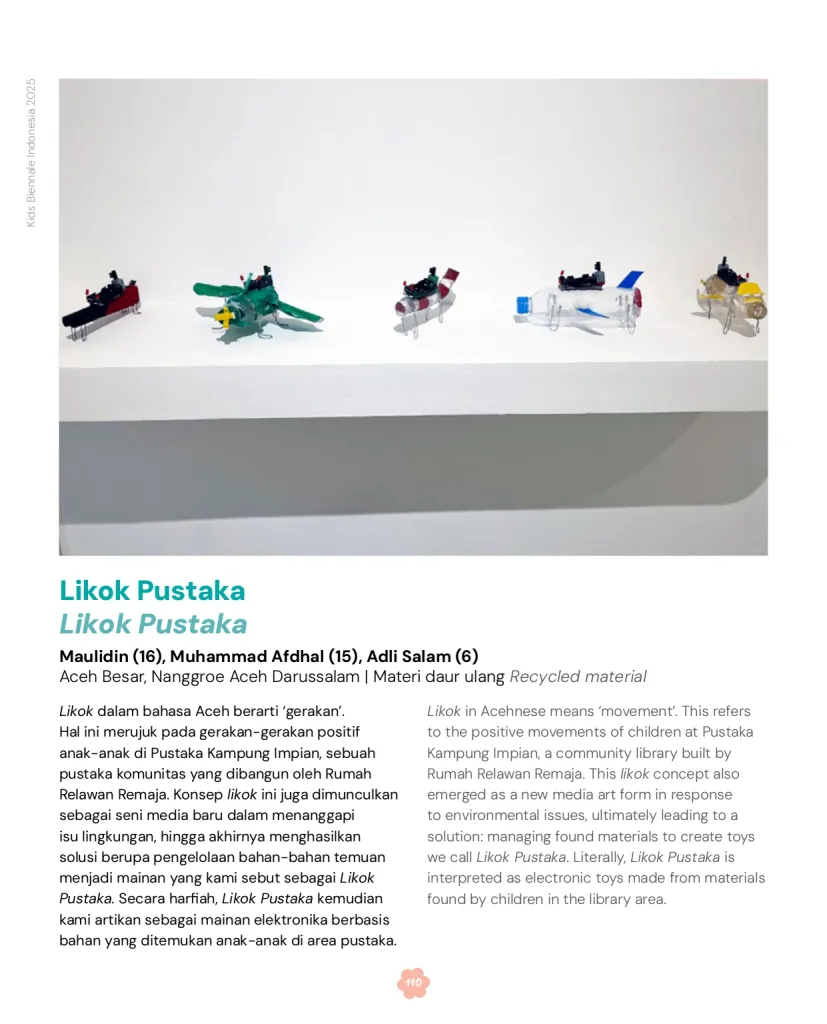 Kids Biennale Indonesia 2025
Likok Pustaka
Likok Pustaka
Maulidin (16), Muhammad Afdhal (15), Adli Salam (6)
Aceh Besar, Nanggroe Aceh Darussalam | Materi daur ulang Recycled material
Likok dalam bahasa Aceh berarti ‘gerakan’.
Hal ini merujuk pada gerakan-gerakan positif
anak-anak di Pustaka Kampung Impian, sebuah
pustaka komunitas yang dibangun oleh Rumah
Relawan Remaja. Konsep likok ini juga dimunculkan
sebagai seni media baru dalam menanggapi
isu lingkungan, hingga akhirnya menghasilkan
solusi berupa pengelolaan bahan-bahan temuan
menjadi mainan yang kami sebut sebagai Likok
Pustaka. Secara harfiah, Likok Pustaka kemudian
kami artikan sebagai mainan elektronika berbasis
bahan yang ditemukan anak-anak di area pustaka.
Likok in Acehnese means ‘movement’. This refers
to the positive movements of children at Pustaka
Kampung Impian, a community library built by
Rumah Relawan Remaja. This likok concept also
emerged as a new media art form in response
to environmental issues, ultimately leading to a
solution: managing found materials to create toys
we call Likok Pustaka. Literally, Likok Pustaka is
interpreted as electronic toys made from materials
found by children in the library area.
110